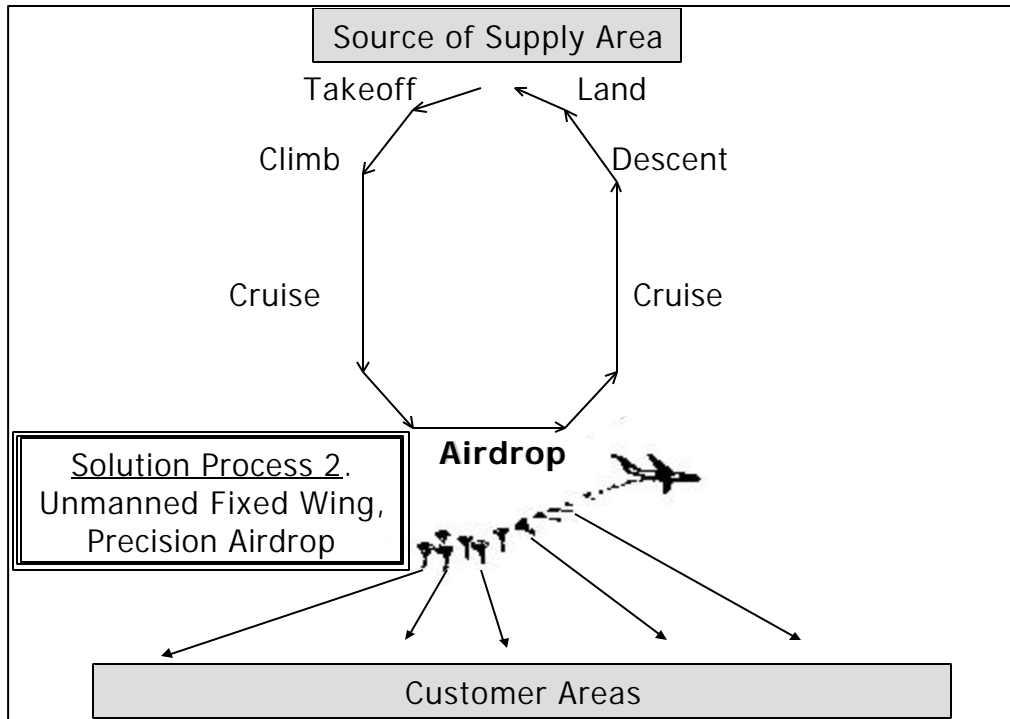 Source of Supply Area
Takeoff
Land
Climb
Descent
Cruise
Cruise
Airdrop
Solution Process 2.
Unmanned Fixed Wing,
Precision Airdrop
Customer Areas